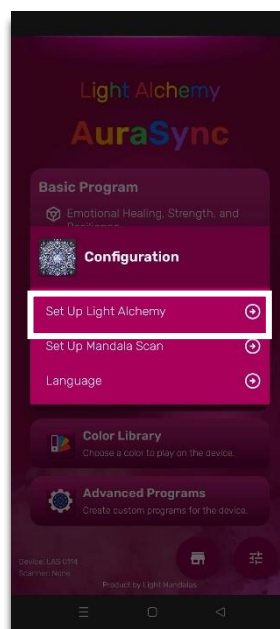 Light Alchemy
AuraSync
Basic Program
Emotional Healing, Strength, and
Resilience
Configuration
Set Up Light Alchemy
Set Up Mandala Scan
Language
Color Library
Choose a color to play on the device.
Advanced Programs
Create custom programs for the device.
Device: LAS 0114
Scanner: None
Product by Light Mandalas